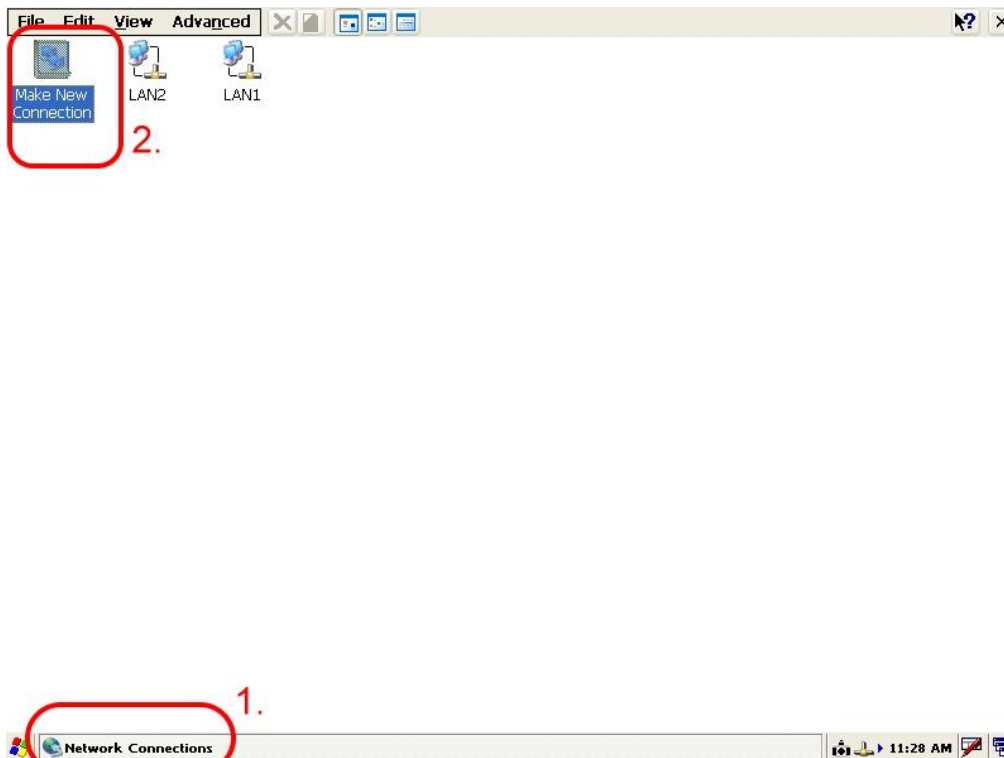 File Edit View Advanced ?
Make New
Connection
LAN2
LAN1
2.
1.
Network Connections
11:28 AM